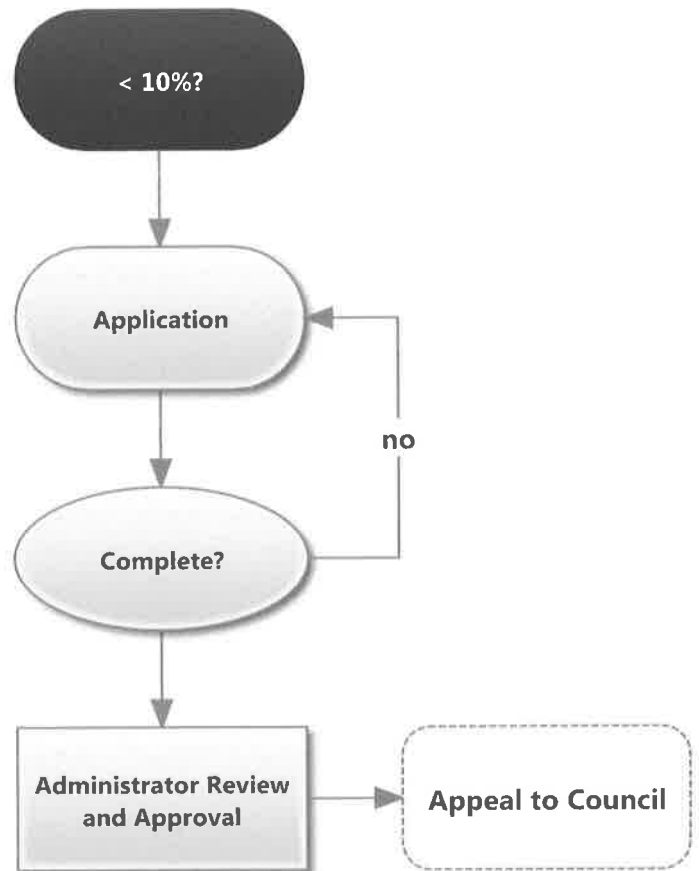 < 10%?
Application
no
Complete?
Administrator Review
and Approval
Appeal to Council